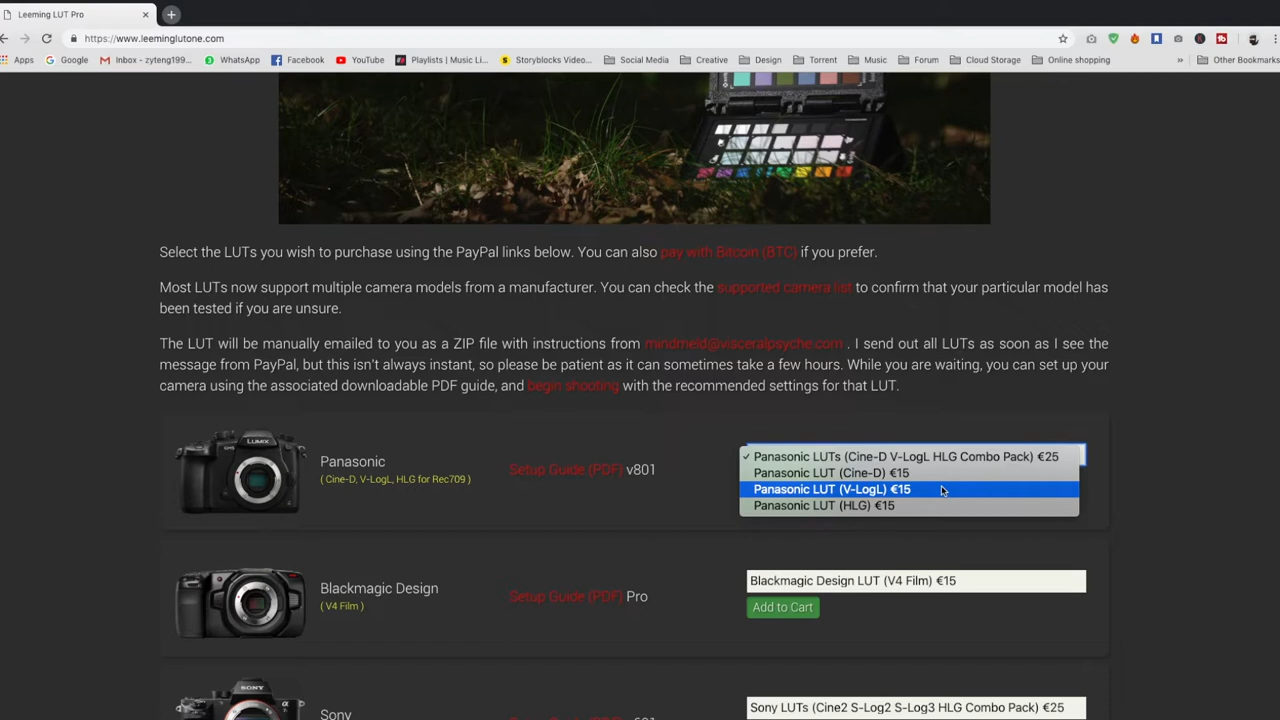 Leeming LUT Pro
https://www.leeminglutone.com
Apps Google Inbox - zyteng199... WhatsApp Facebook YouTube Playlists | Music Li... Storyblocks Video... Social Media Creative Design Torrent Music Forum Cloud Storage Online shopping » Other Bookmarks
Select the LUTs you wish to purchase using the PayPal links below. You can also pay with Bitcoin (BTC) if you prefer.
Most LUTs now support multiple camera models from a manufacturer. You can check the supported camera list to confirm that your particular model has
been tested if you are unsure.
The LUT will be manually emailed to you as a ZIP file with instructions from mindmeld@visceralpsyche.com . I send out all LUTs as soon as I see the
message from PayPal, but this isn't always instant, so please be patient as it can sometimes take a few hours. While you are waiting, you can set up your
camera using the associated downloadable PDF guide, and begin shooting with the recommended settings for that LUT.
LUMIX
Panasonic
( Cine-D, V-LogL, HLG for Rec709 )
Setup Guide (PDF) v801
✓ Panasonic LUTs (Cine-D V-LogL HLG Combo Pack) €25
Panasonic LUT (Cine-D) €15
Panasonic LUT (V-LogL) €15
Panasonic LUT (HLG) €15
Blackmagic Design
( V4 Film )
Setup Guide (PDF) Pro
Blackmagic Design LUT (V4 Film) €15
Add to Cart
SONY
Sony
Sony LUTs (Cine2 S-Log2 S-Log3 HLG Combo Pack) €25